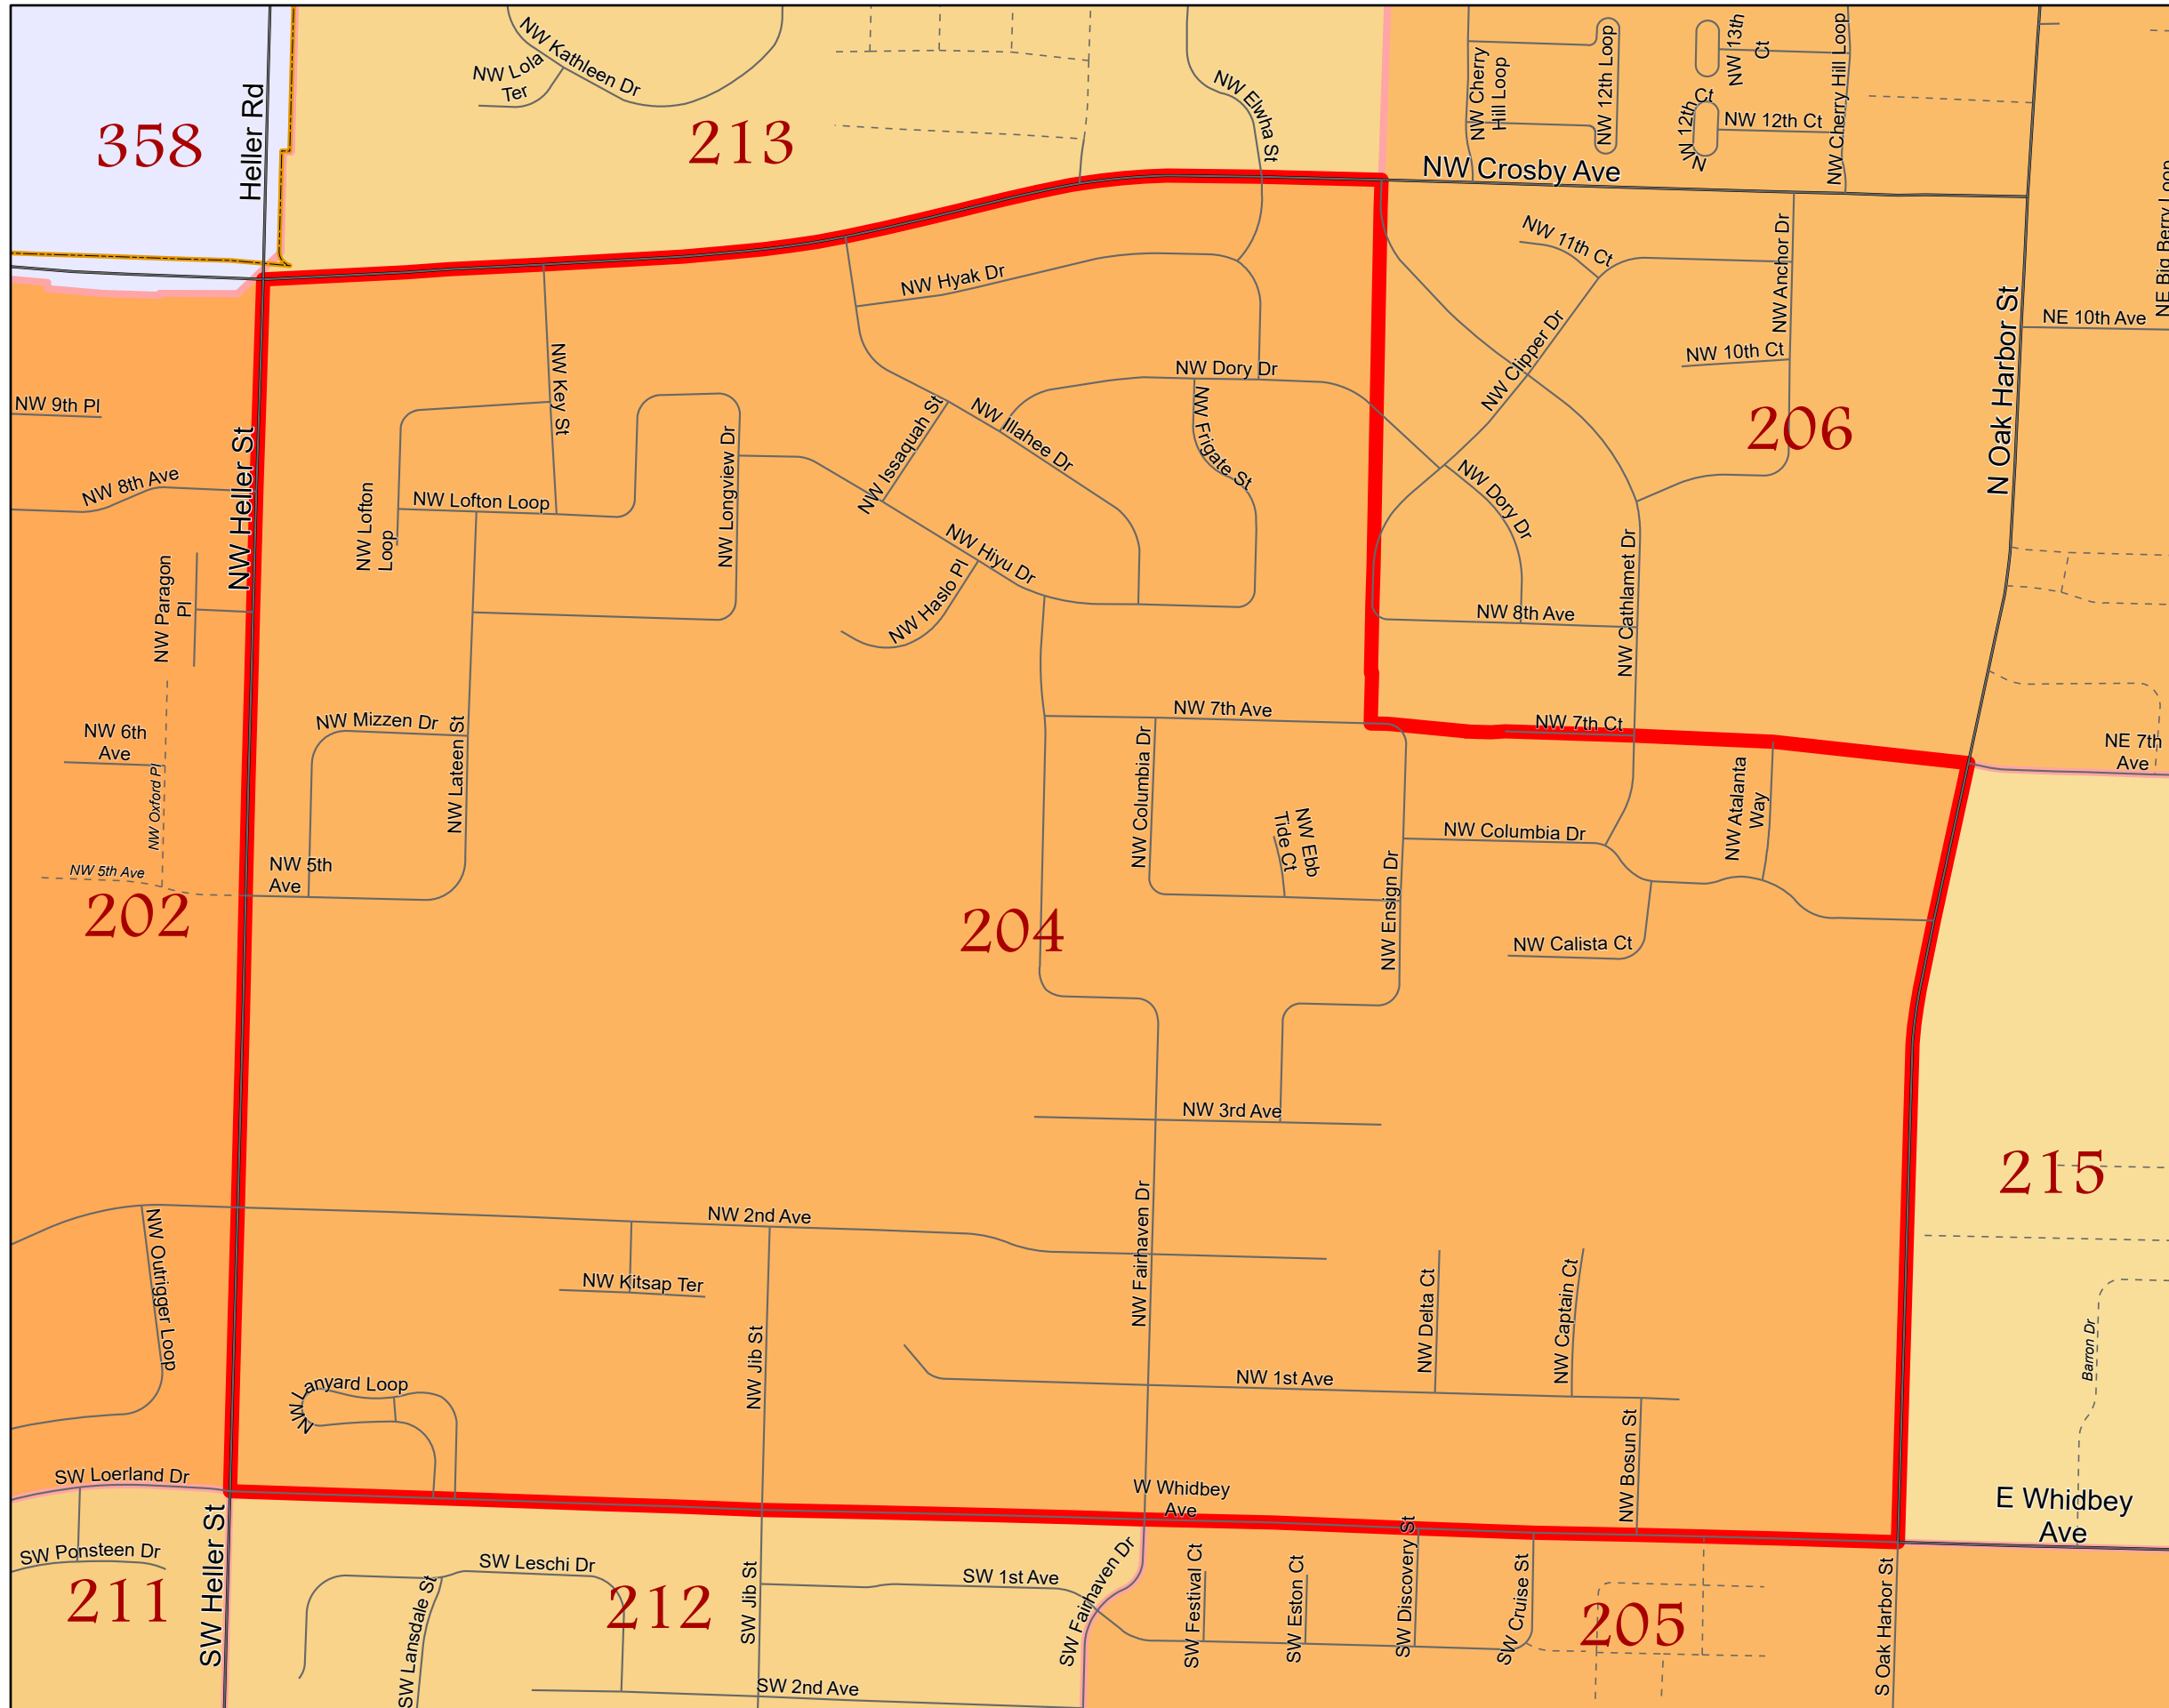 NW Kathleen Dr
NW Lola
Ter
Heller Rd
358
213
NW Elwha St
NW Cherry
Hill Loop
NW 12th Loop
NW 13th
Ct
NW Cherry Hill Loop
NW 12th Ct
NW 12th Ct
NW Crosby Ave
NE Big Berry Loop
NW 11th Ct
NW Anchor Dr
NW Hyak Dr
N Oak Harbor St
NE 10th Ave
NW 10th Ct
NW Clipper Dr
NW Key St
NW Dory Dr
NW 9th Pl
NW Heller St
NW Issaquah St
NW Illahee Dr
NW Frigate St
206
NW 8th Ave
NW Lofton
Loop
NW Lofton Loop
NW Longview Dr
NW Dory Dr
NW Hiyu Dr
NW Haslo Pl
NW Cathlamet Dr
NW Paragon
Pl
NW 8th Ave
NW 7th Ave
NW 7th Ct
NW 6th
Ave
NW Mizzen Dr
NW Lateen St
NW Columbia Dr
NE 7th
Ave
NW Oxford Pl
NW Ebb
Tide Ct
NW Columbia Dr
NW Atalanta
Way
NW 5th Ave
NW 5th
Ave
NW Ensign Dr
202
204
NW Calista Ct
NW 3rd Ave
215
NW Outrigger Loop
NW 2nd Ave
NW Fairhaven Dr
NW Kitsap Ter
NW Jib St
NW Delta Ct
NW Captain Ct
Barron Dr
NW Lanyard Loop
NW 1st Ave
NW Bosun St
SW Loerland Dr
W Whidbey
Ave
E Whidbey
Ave
SW Ponsteen Dr
SW Heller St
211
SW Leschi Dr
SW Lansdale St
212
SW Jib St
SW 1st Ave
SW Fairhaven Dr
SW Festival Ct
SW Eston Ct
SW Discovery St
SW Cruise St
205
S Oak Harbor St
SW 2nd Ave